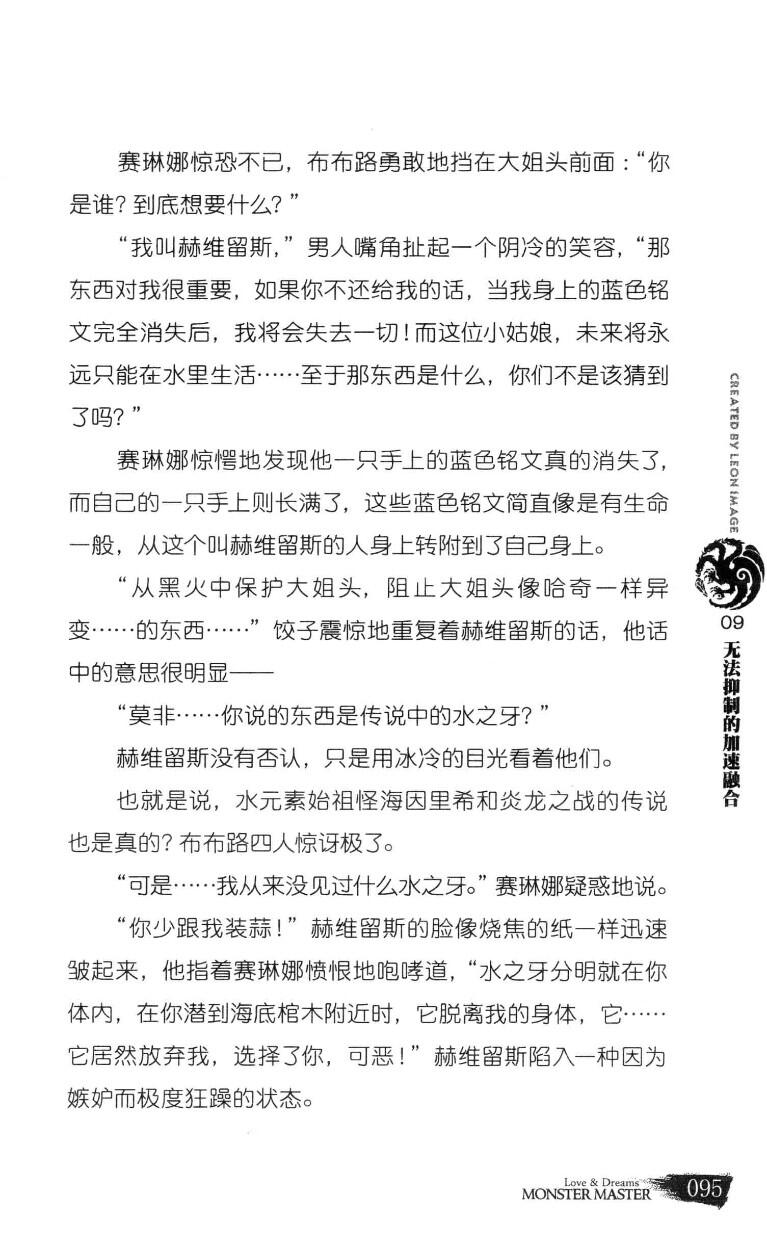 赛琳娜惊恐不已，布布路勇敢地挡在大姐头前面：“你
是谁？到底想要什么？”
“我叫赫维留斯，”男人嘴角扯起一个阴冷的笑容，“那
东西对我很重要，如果你不还给我的话，当我身上的蓝色铭
文完全消失后，我将会失去一切！而这位小姑娘，未来将永
远只能在水里生活……至于那东西是什么，你们不是该猜到
了吗？”
赛琳娜惊愕地发现他一只手上的蓝色铭文真的消失了，
而自己的一只手上则长满了，这些蓝色铭文简直像是有生命
一般，从这个叫赫维留斯的人身上转附到了自己身上。
“从黑火中保护大姐头，阻止大姐头像哈奇一样异
变……的东西……”饺子震惊地重复着赫维留斯的话，他话
中的意思很明显——
“莫非……你说的东西是传说中的水之牙？”
赫维留斯没有否认，只是用冰冷的目光看着他们。
也就是说，水元素始祖怪海因里希和炎龙之战的传说
也是真的？布布路四人惊讶极了。
“可是……我从来没见过什么水之牙。”赛琳娜疑惑地说。
“你少跟我装蒜！”赫维留斯的脸像烧焦的纸一样迅速
皱起来，他指着赛琳娜愤恨地咆哮道，“水之牙分明就在你
体内，在你潜到海底棺木附近时，它脱离我的身体，它……
它居然放弃我，选择了你，可恶！”赫维留斯陷入一种因为
嫉妒而极度狂躁的状态。
CREATED BY LEON IMAGE
09
无法抑制的加速融合
Love & Dreams
MONSTER MASTER
095